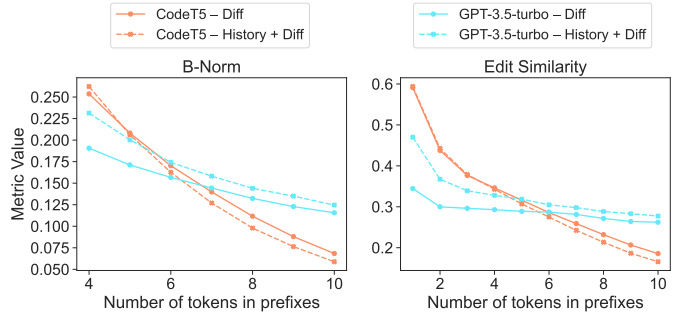 CodeT5 – Diff
CodeT5 – History + Diff
GPT-3.5-turbo – Diff
GPT-3.5-turbo – History + Diff
B-Norm
Edit Similarity
Metric Value
0.250
0.225
0.200
0.175
0.150
0.125
0.100
0.075
0.050
4 6 8 10
Number of tokens in prefixes
0.6
0.5
0.4
0.3
0.2
2 4 6 8 10
Number of tokens in prefixes